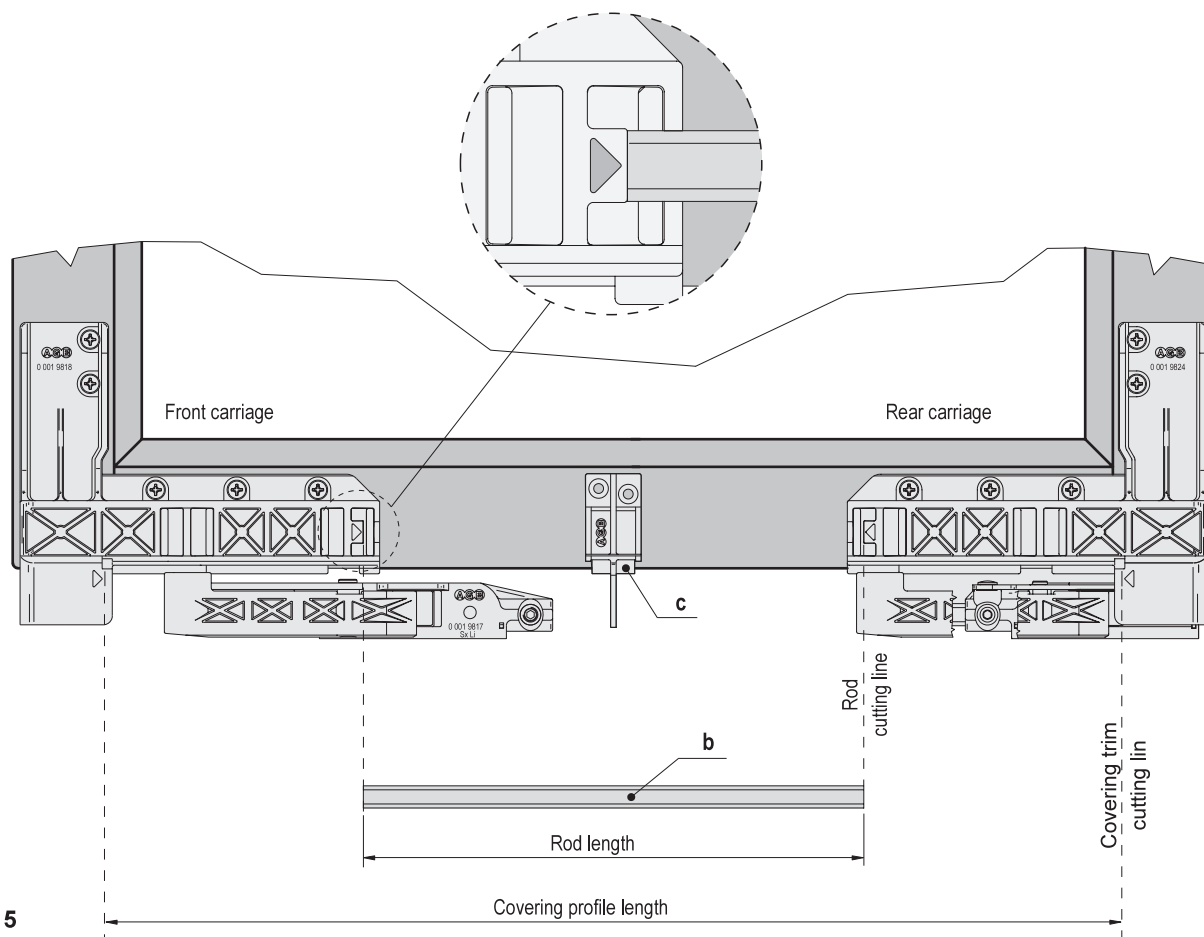 AGB
0 001 9818
AGB
0 001 9824
Front carriage
Rear carriage
AGB
c
AGB
0 001 9817
Sx Li
Rod
cutting line
b
Covering trim
cutting lin
Rod length
Covering profile length
5